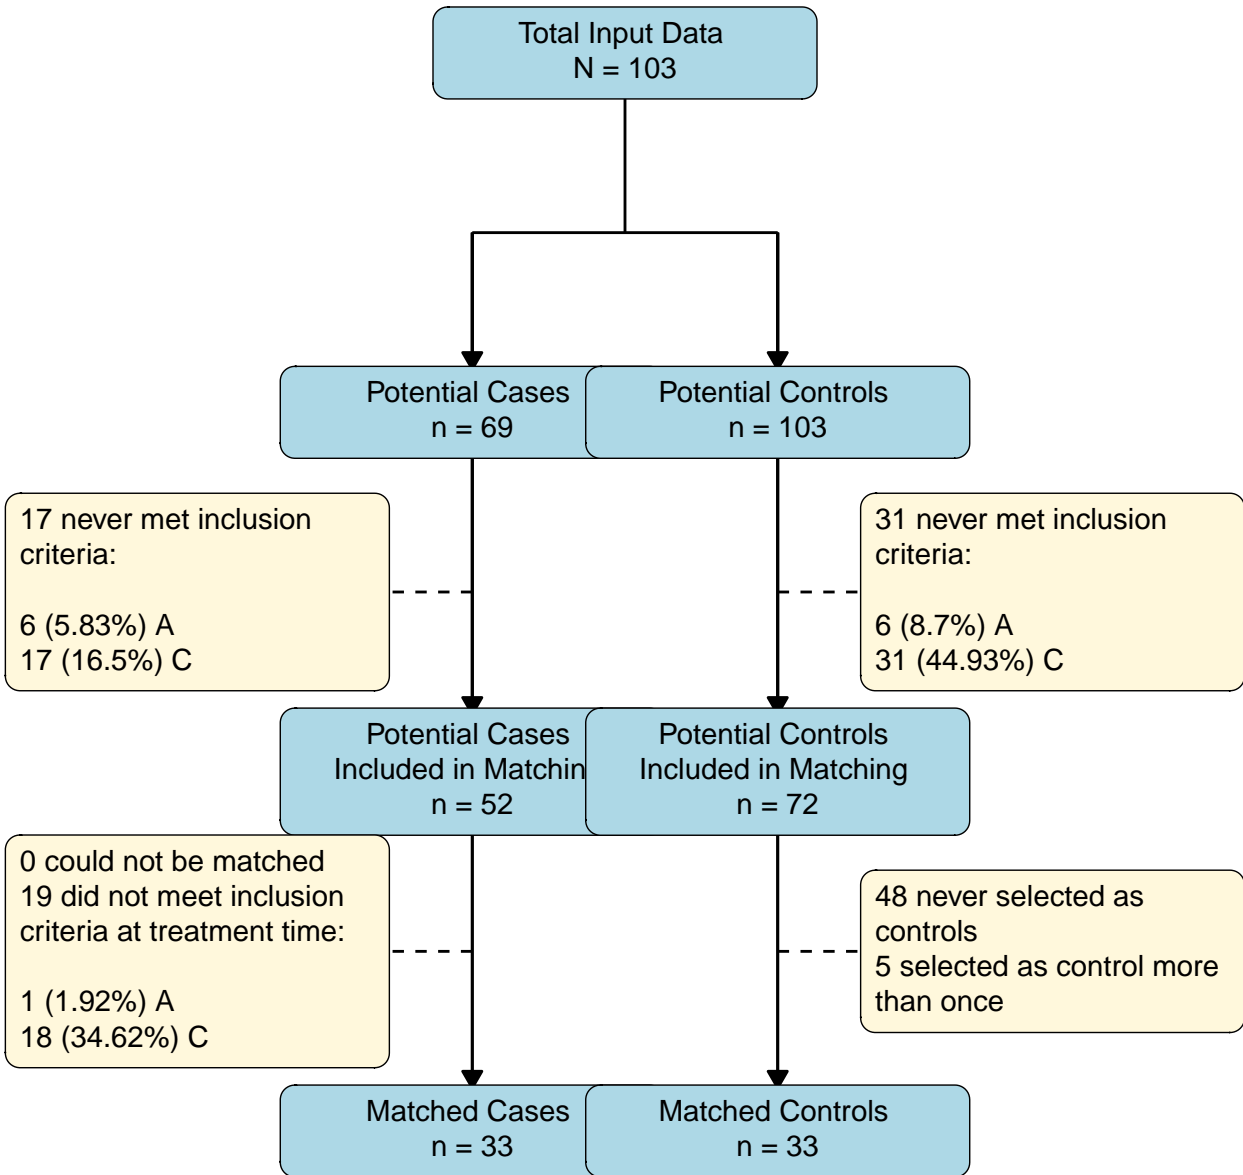 Total Input Data
N = 103
Potential Cases
n = 69
Potential Controls
n = 103
17 never met inclusion
criteria:
6 (5.83%) A
17 (16.5%) C
31 never met inclusion
criteria:
6 (8.7%) A
31 (44.93%) C
Potential Cases
Included in Matchin
n = 52
Potential Controls
Included in Matching
n = 72
0 could not be matched
19 did not meet inclusion
criteria at treatment time:
1 (1.92%) A
18 (34.62%) C
48 never selected as
controls
5 selected as control more
than once
Matched Cases
n = 33
Matched Controls
n = 33